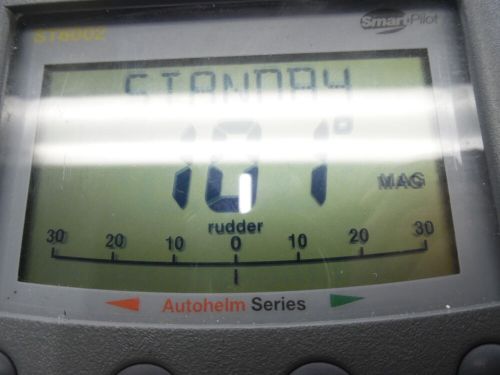 ST6002 SmartPilot
STANDBY
101° MAG
rudder
30 20 10 0 10 20 30
Autohelm Series